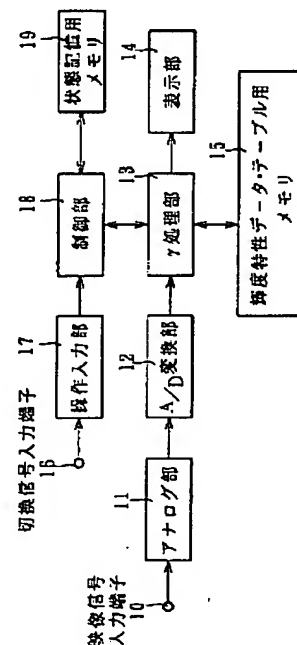 切換信号入力端子
16
17
操作入力部
18
制御部
19
状態記憶用
メモリ
映像信号
入力端子
10
11
アナログ部
12
A/D変換部
13
γ処理部
14
表示部
15
輝度特性データ・テーブル用
メモリ